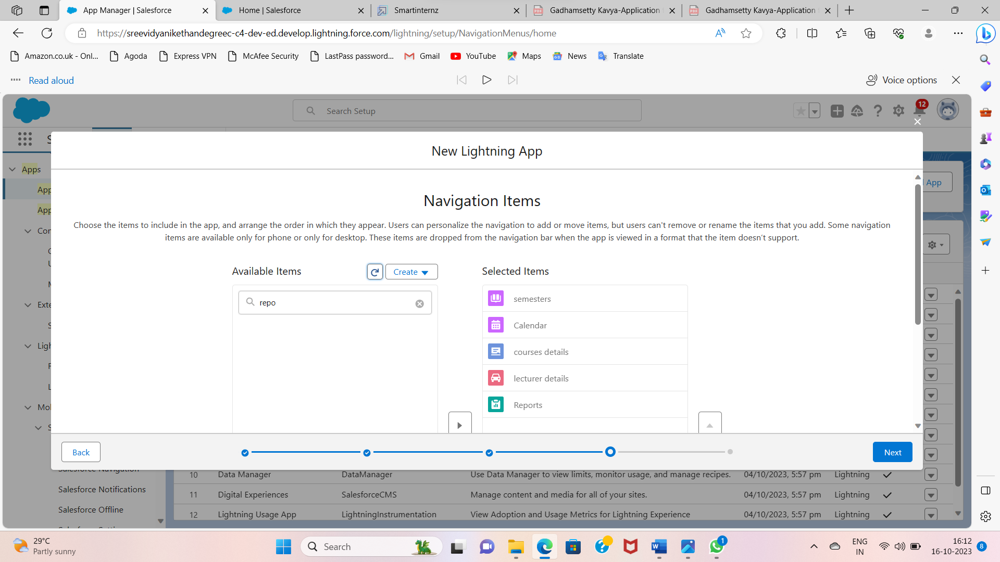 App Manager | Salesforce
Home | Salesforce
Smartinternz
Gadhamsetty Kavya-Application
Gadhamsetty Kavya-Application
https://sreevidyanikethandegreec-c4-dev-ed.develop.lightning.force.com/lightning/setup/NavigationMenus/home
Amazon.co.uk - Onl...
Agoda
Express VPN
McAfee Security
LastPass password...
Gmail
YouTube
Maps
News
Translate
Read aloud
Voice options
Search Setup
12
S
New Lightning App
Apps
App
App
App
Con
C
U
M
Exte
S
Ligh
F
L
Mol
S
Navigation Items
Choose the items to include in the app, and arrange the order in which they appear. Users can personalize the navigation to add or move items, but users can't remove or rename the items that you add. Some navigation
items are available only for phone or only for desktop. These items are dropped from the navigation bar when the app is viewed in a format that the item doesn't support.
Available Items
Create
Selected Items
repo
semesters
Calendar
courses details
lecturer details
Reports
Back
Next
10 Data Manager DataManager Use Data Manager to view limits, monitor usage, and manage recipes. 04/10/2023, 5:57 pm Lightning
Salesforce Notifications
11 Digital Experiences SalesforceCMS Manage content and media for all of your sites. 04/10/2023, 5:57 pm Lightning
Salesforce Offline
12 Lightning Usage App LightningInstrumentation View Adoption and Usage Metrics for Lightning Experience 04/10/2023, 5:57 pm Lightning
29°C
Partly sunny
Search
1
ENG
IN
16:12
16-10-2023
8